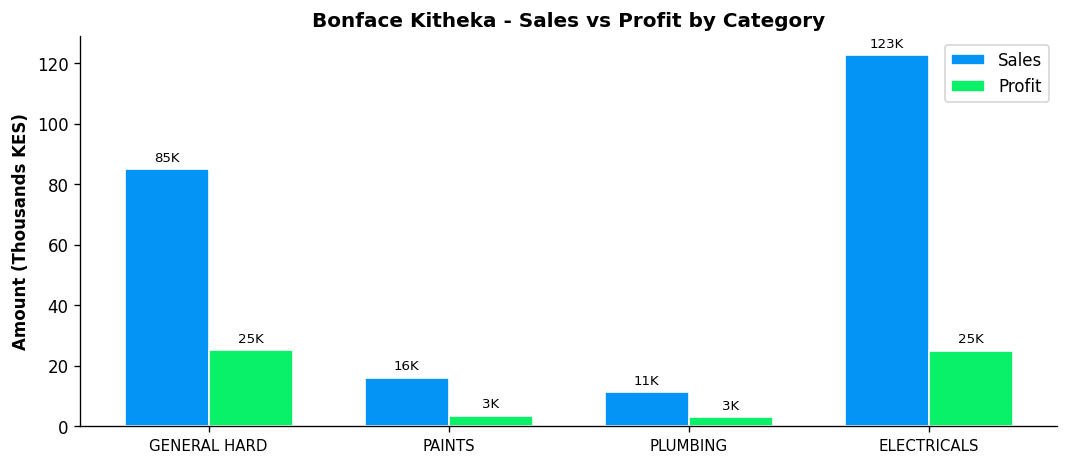 Bonface Kitheka - Sales vs Profit by Category
Amount (Thousands KES)
120
100
80
60
40
20
0
85K
25K
16K
3K
11K
3K
123K
25K
Sales
Profit
GENERAL HARD
PAINTS
PLUMBING
ELECTRICALS